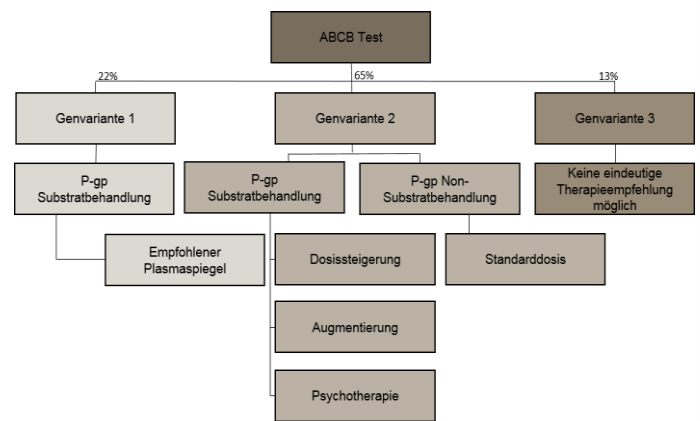 ABCB Test
22%
65%
13%
Genvariante 1
Genvariante 2
Genvariante 3
P-gp
Substratbehandlung
P-gp
Substratbehandlung
P-gp Non-
Substratbehandlung
Keine eindeutige
Therapieempfehlung
möglich
Empfohlener
Plasmaspiegel
Dosissteigerung
Standarddosis
Augmentierung
Psychotherapie